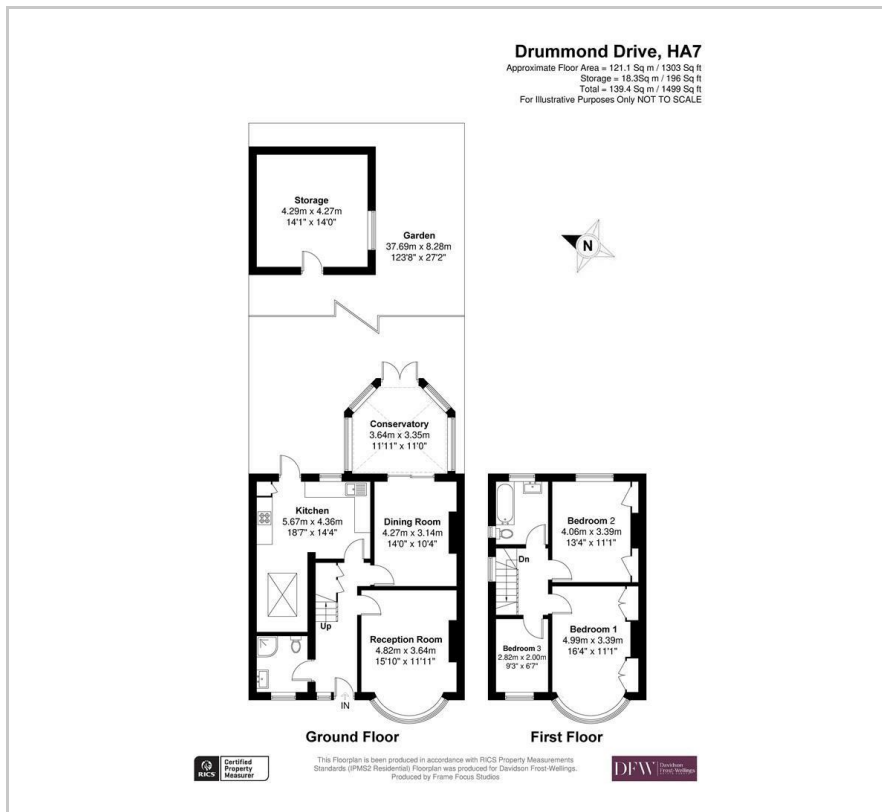 Drummond Drive, HA7
Approximate Floor Area = 121.1 Sq m / 1303 Sq ft
Storage = 18.3Sq m / 196 Sq ft
Total = 139.4 Sq m / 1499 Sq ft
For Illustrative Purposes Only NOT TO SCALE
Storage
4.29m x 4.27m
14'1" x 14'0"
Garden
37.69m x 8.28m
123'8" x 27'2"
N
Conservatory
3.64m x 3.35m
11'11" x 11'0"
Kitchen
5.67m x 4.36m
18'7" x 14'4"
Dining Room
4.27m x 3.14m
14'0" x 10'4"
Up
Reception Room
4.82m x 3.64m
15'10" x 11'11"
IN
Ground Floor
Bedroom 2
4.06m x 3.39m
13'4" x 11'1"
Dn
Bedroom 1
4.99m x 3.39m
16'4" x 11'1"
Bedroom 3
2.82m x 2.00m
9'3" x 6'7"
First Floor
RICS
Certified
Property
Measurer
This Floorplan is been produced in accordance with RICS Property Measurements
Standards (IPMS2 Residential) Floorplan was produced for Davidson Frost-Wellings.
Produced by Frame Focus Studios
DFW
Davidson
Frost-Wellings